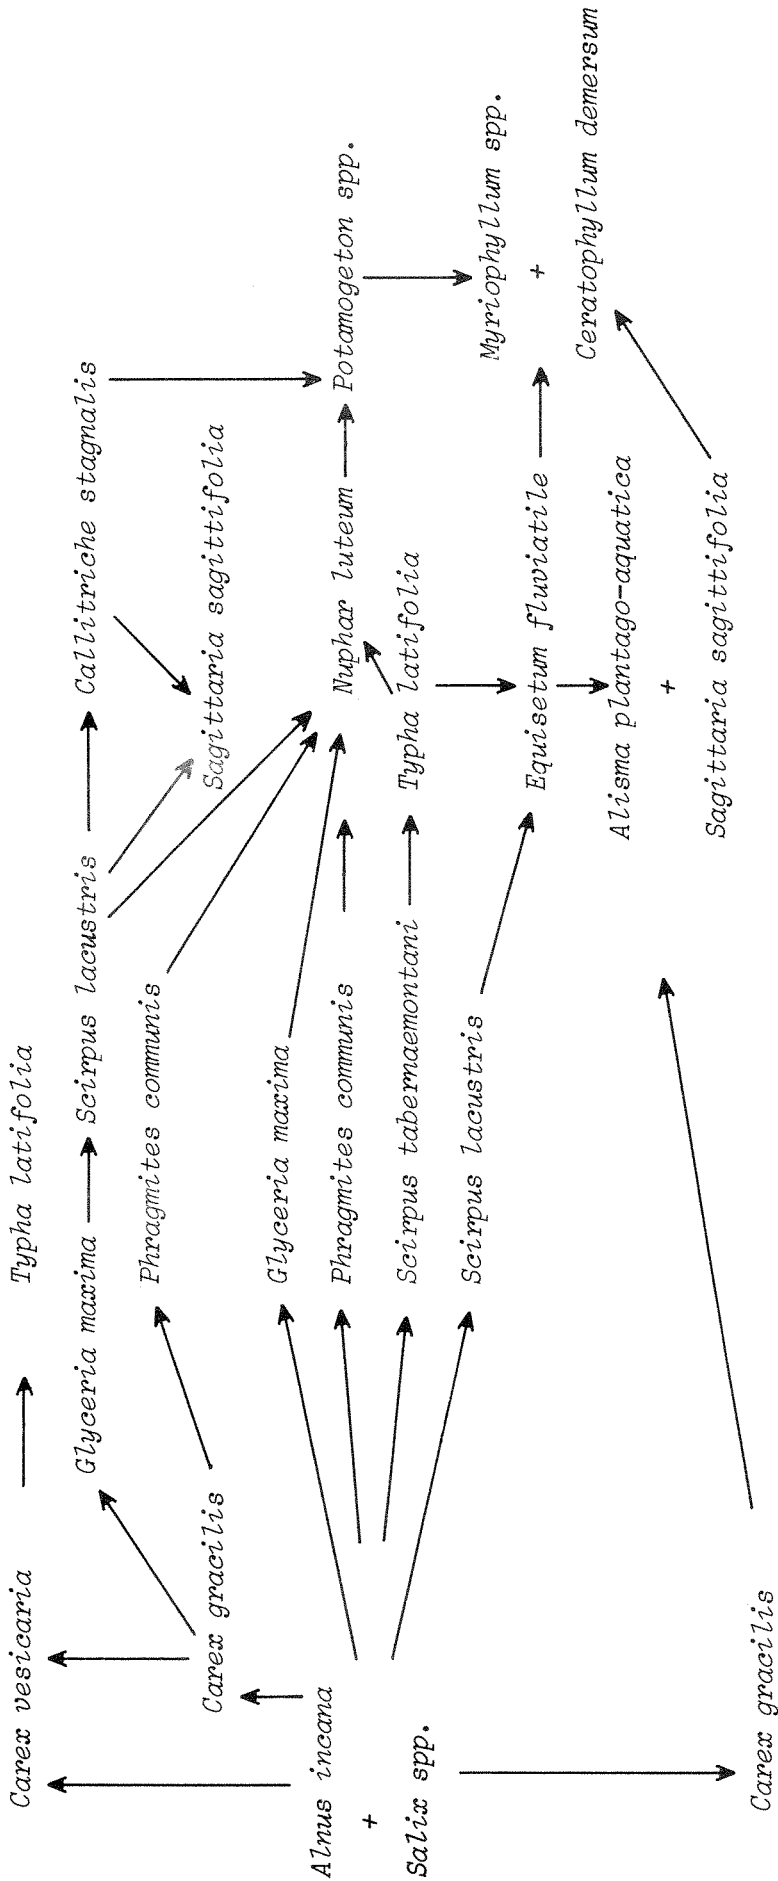 Carex vesicaria
Typha latifolia
Glyceria maxima
Scirpus lacustris
Callitriche stagnalis
Phragmites communis
Carex gracilis
Sagittaria sagittifolia
Alnus incana
+
Salix spp.
Glyceria maxima
Phragmites communis
Nuphar luteum
Potamogeton spp.
Scirpus tabernaemontani
Typha latifolia
Scirpus lacustris
Equisetum fluviatile
Myriophyllum spp.
+
Ceratophyllum demersum
Alisma plantago-aquatica
+
Sagittaria sagittifolia
Carex gracilis